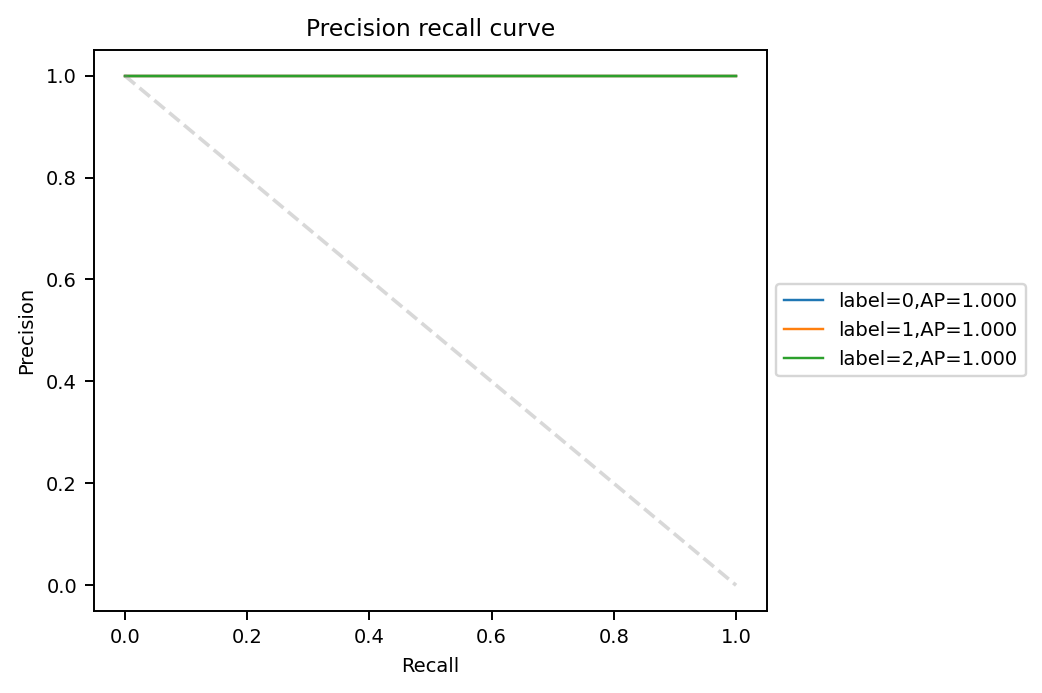 Precision recall curve
Precision
1.0
0.8
0.6
0.4
0.2
0.0
0.0 0.2 0.4 0.6 0.8 1.0
Recall
label=0,AP=1.000
label=1,AP=1.000
label=2,AP=1.000